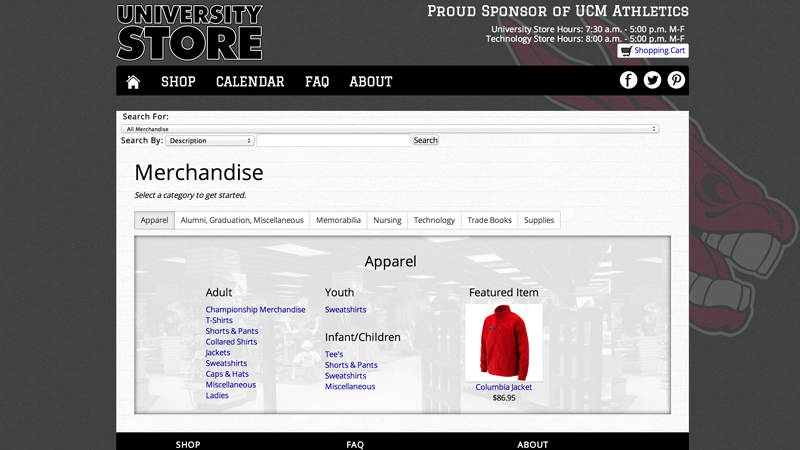 UNIVERSITY
STORE
PROUD SPONSOR OF UCM ATHLETICS
University Store Hours: 7:30 a.m. - 5:00 p.m. M-F
Technology Store Hours: 8:00 a.m. - 5:00 p.m. M-F
Shopping Cart
SHOP CALENDAR FAQ ABOUT
Search For:
All Merchandise
Search By: Description Search
Merchandise
Select a category to get started.
Apparel Alumni, Graduation, Miscellaneous Memorabilia Nursing Technology Trade Books Supplies
Apparel
Adult
Championship Merchandise
T-Shirts
Shorts & Pants
Collared Shirts
Jackets
Sweatshirts
Caps & Hats
Miscellaneous
Ladies
Youth
Sweatshirts
Infant/Children
Tee's
Shorts & Pants
Sweatshirts
Miscellaneous
Featured Item
Columbia Jacket
$86.95
SHOP FAQ ABOUT